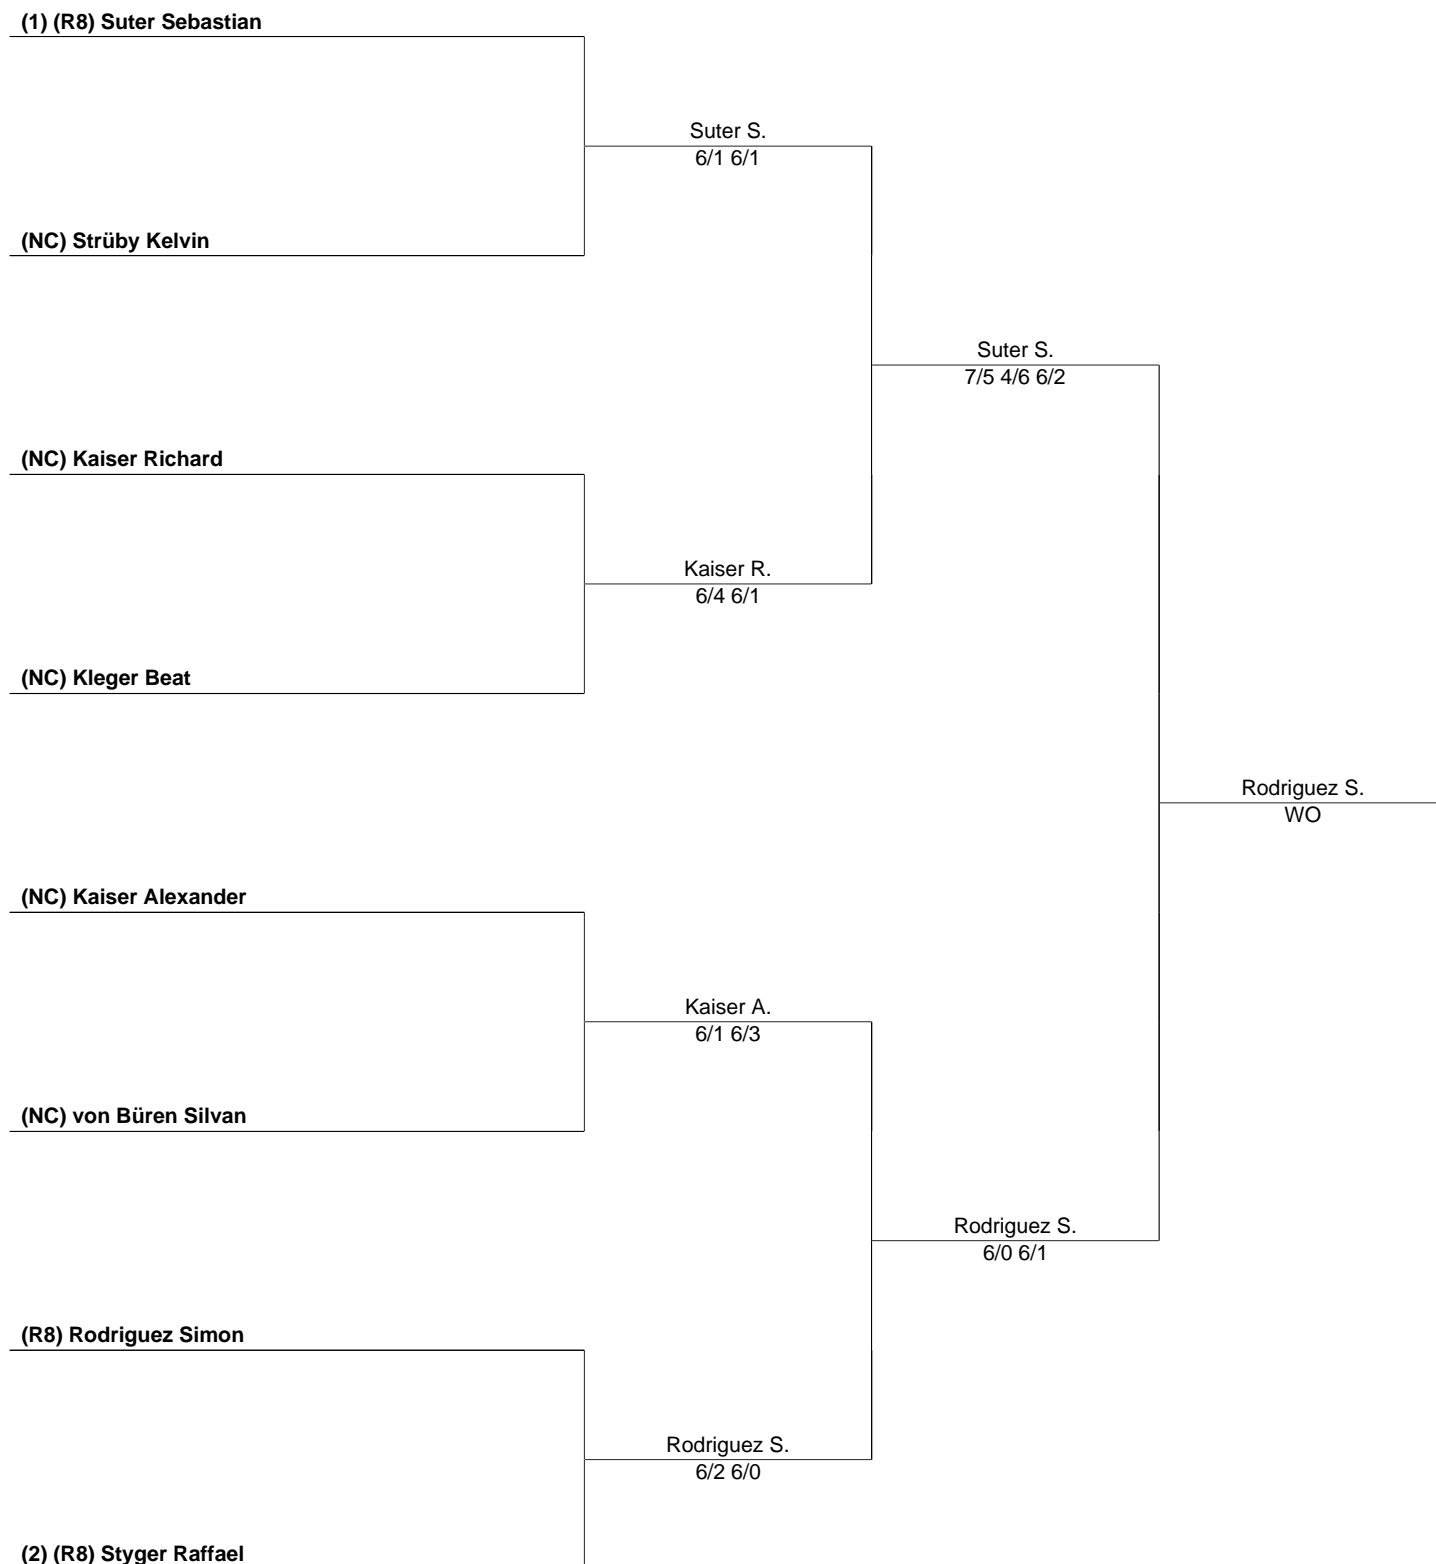 (1) (R8) Suter Sebastian
Suter S.
6/1 6/1
(NC) Strüby Kelvin
Suter S.
7/5 4/6 6/2
(NC) Kaiser Richard
Kaiser R.
6/4 6/1
(NC) Kleger Beat
Rodriguez S.
WO
(NC) Kaiser Alexander
Kaiser A.
6/1 6/3
(NC) von Büren Silvan
Rodriguez S.
6/0 6/1
(R8) Rodriguez Simon
Rodriguez S.
6/2 6/0
(2) (R8) Styger Raffael